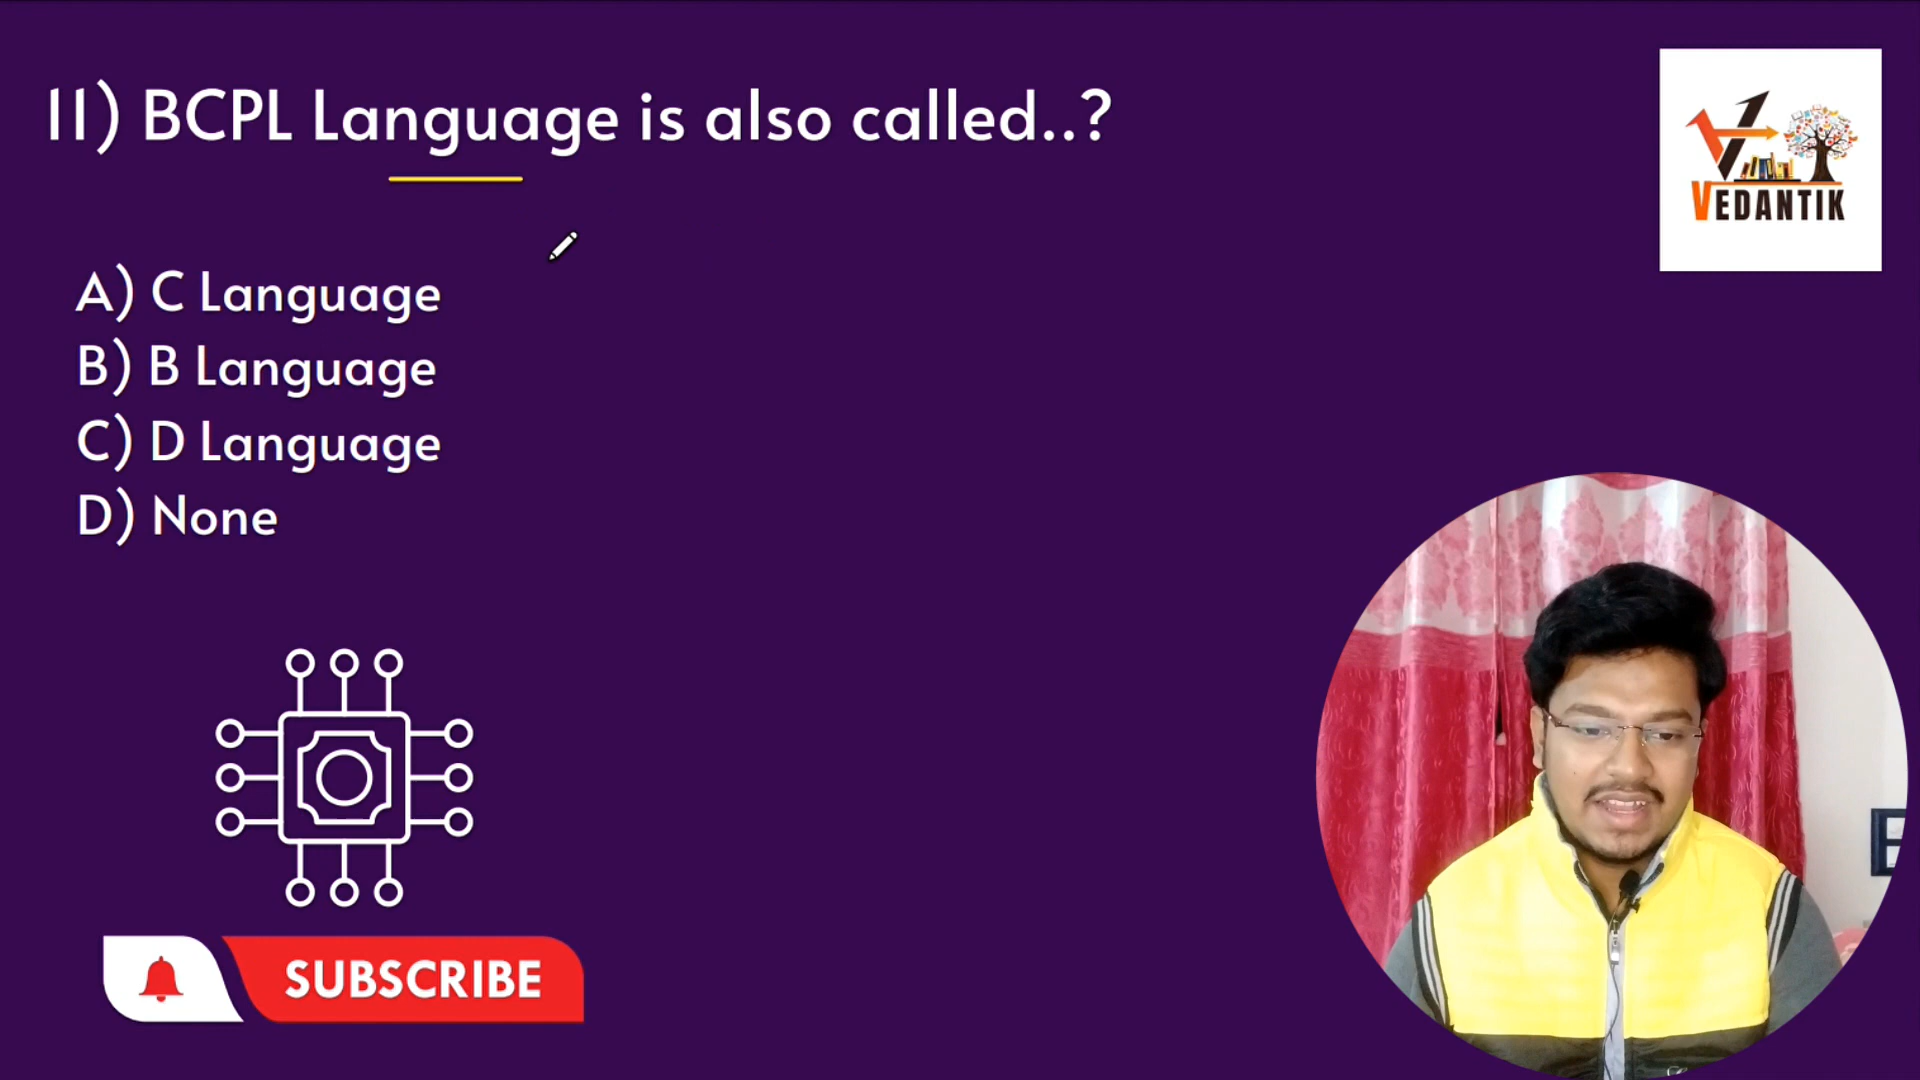 11) BCPL Language is also called..?
VEDANTIK
A) C Language
B) B Language
C) D Language
D) None
SUBSCRIBE